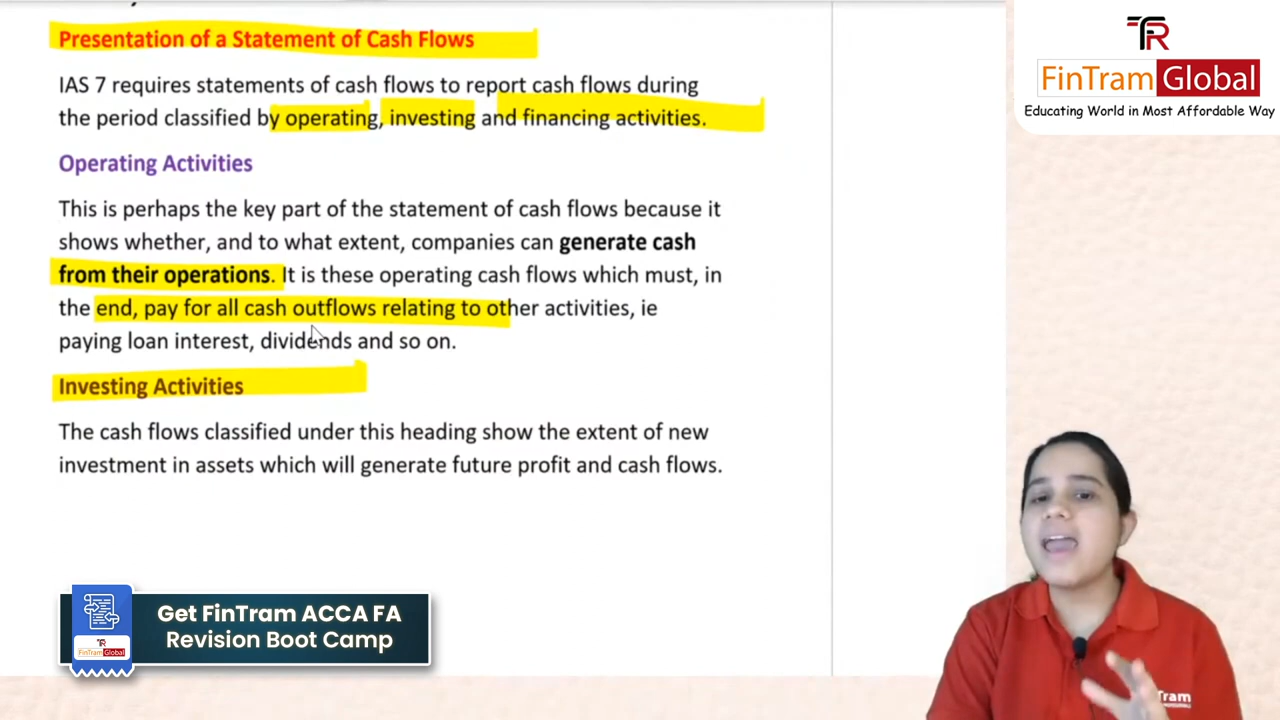 Presentation of a Statement of Cash Flows
IAS 7 requires statements of cash flows to report cash flows during
the period classified by operating, investing and financing activities.
Operating Activities
This is perhaps the key part of the statement of cash flows because it
shows whether, and to what extent, companies can generate cash
from their operations. It is these operating cash flows which must, in
the end, pay for all cash outflows relating to other activities, ie
paying loan interest, dividends and so on.
Investing Activities
The cash flows classified under this heading show the extent of new
investment in assets which will generate future profit and cash flows.
TR
FinTram Global
Educating World in Most Affordable Way
Get FinTram ACCA FA
Revision Boot Camp
FinTram Global
Tram